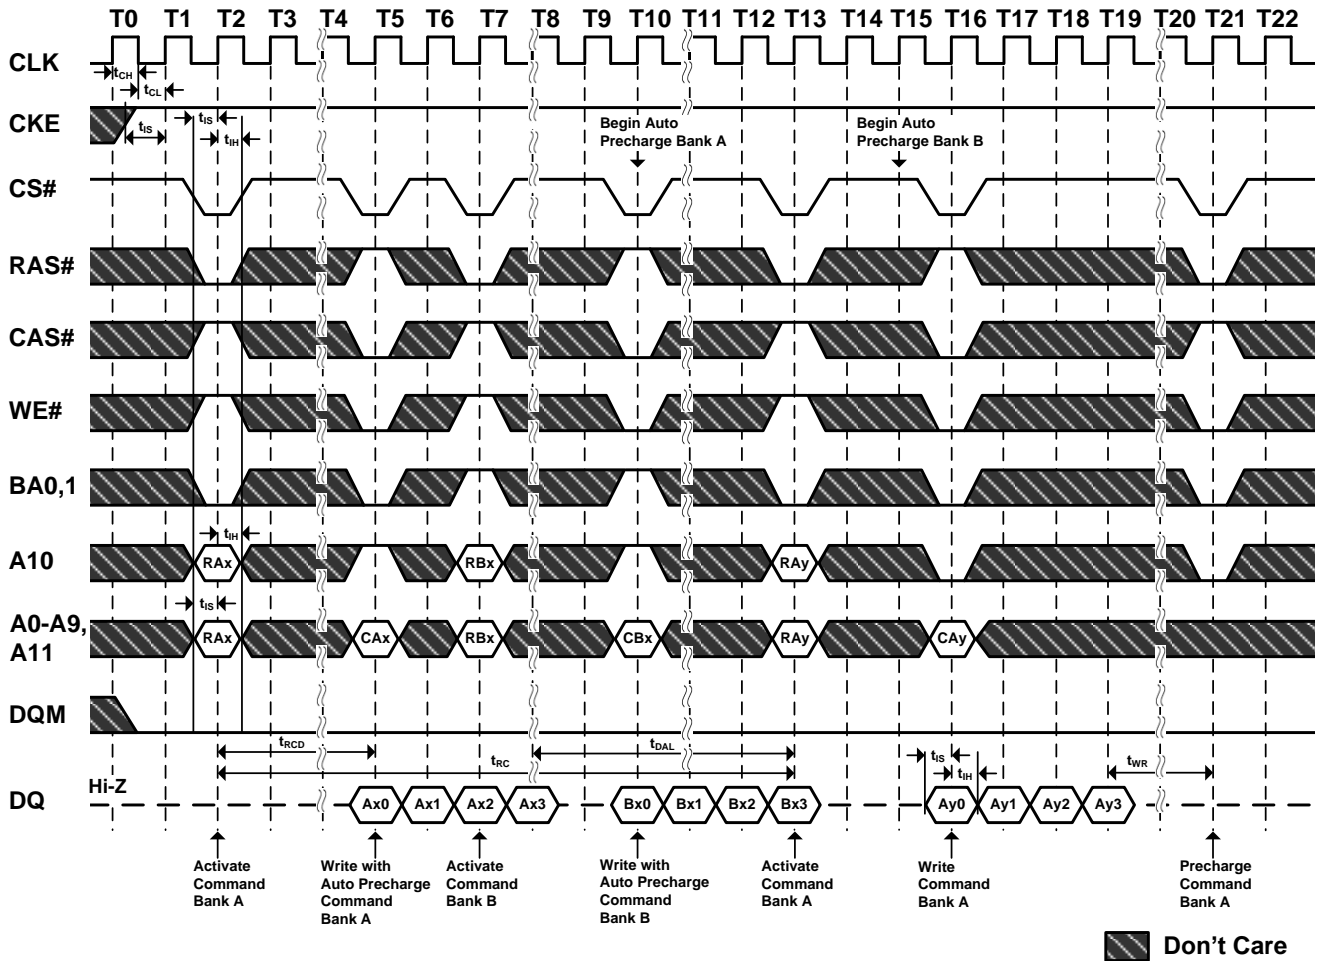 T0 T1 T2 T3 T4 T5 T6 T7 T8 T9 T10 T11 T12 T13 T14 T15 T16 T17 T18 T19 T20 T21 T22
CLK
tCH
tCL
CKE
tIS
tIS
tIH
Begin Auto
Precharge Bank A
Begin Auto
Precharge Bank B
CS#
RAS#
CAS#
WE#
BA0,1
tIH
A10
RAx RBx RAy
tIS
A0-A9,
A11
RAx CAx RBx CBx RAy CAy
DQM
tRCD
tDAL
tRC
tIS
tIH
tWR
Hi-Z
DQ
Ax0 Ax1 Ax2 Ax3 Bx0 Bx1 Bx2 Bx3 Ay0 Ay1 Ay2 Ay3
Activate
Command
Bank A
Write with
Auto Precharge
Command
Bank A
Activate
Command
Bank B
Write with
Auto Precharge
Command
Bank B
Activate
Command
Bank A
Write
Command
Bank A
Precharge
Command
Bank A
Don't Care